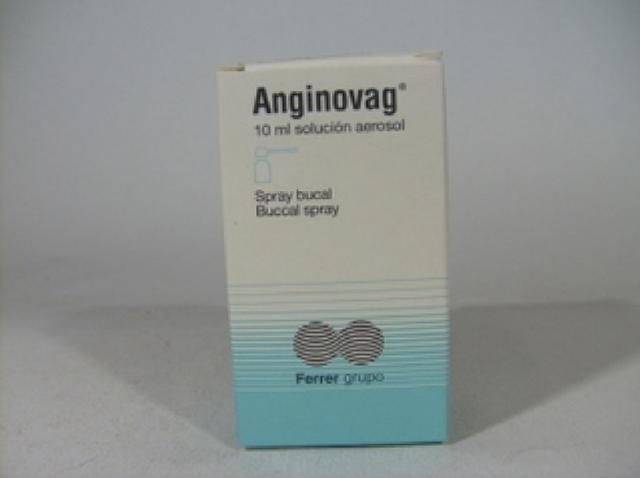 Anginovag®
10 ml solución aerosol
Spray bucal
Buccal spray
Ferrer grupo